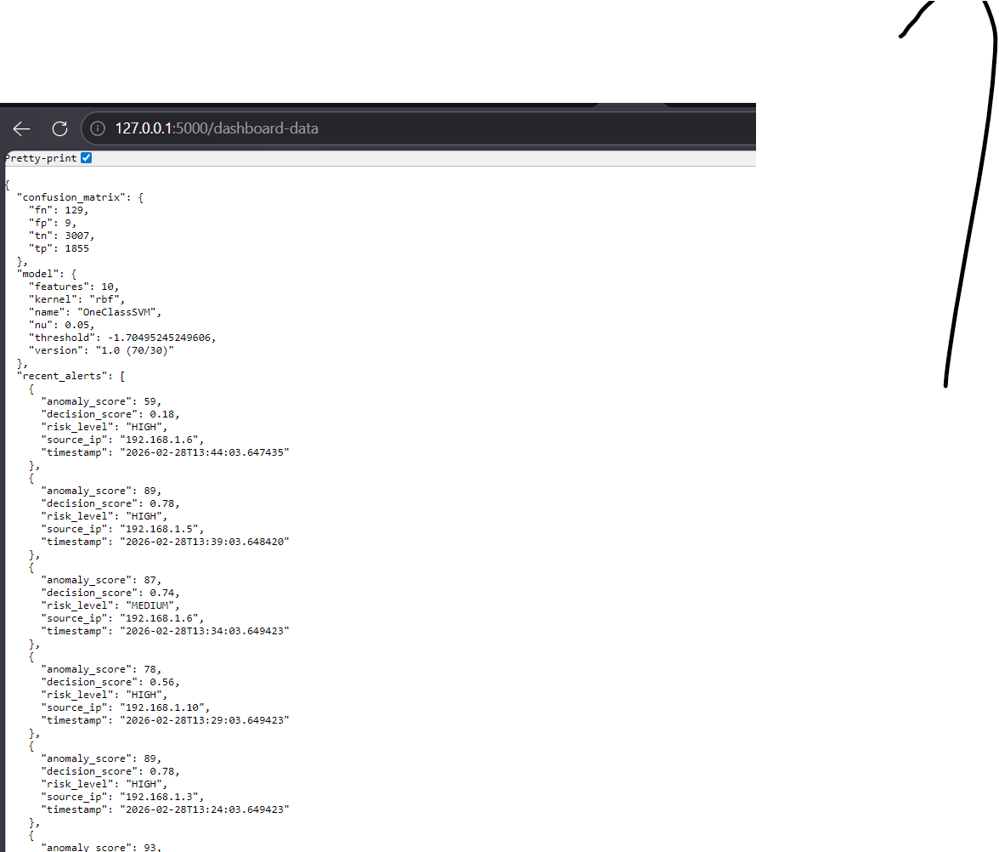 127.0.0.1:5000/dashboard-data
Pretty-print
{
"confusion_matrix": {
"fn": 129,
"fp": 9,
"tn": 3007,
"tp": 1855
},
"model": {
"features": 10,
"kernel": "rbf",
"name": "OneClassSVM",
"nu": 0.05,
"threshold": -1.70495245249606,
"version": "1.0 (70/30)"
},
"recent_alerts": [
{
"anomaly_score": 59,
"decision_score": 0.18,
"risk_level": "HIGH",
"source_ip": "192.168.1.6",
"timestamp": "2026-02-28T13:44:03.647435"
},
{
"anomaly_score": 89,
"decision_score": 0.78,
"risk_level": "HIGH",
"source_ip": "192.168.1.5",
"timestamp": "2026-02-28T13:39:03.648420"
},
{
"anomaly_score": 87,
"decision_score": 0.74,
"risk_level": "MEDIUM",
"source_ip": "192.168.1.6",
"timestamp": "2026-02-28T13:34:03.649423"
},
{
"anomaly_score": 78,
"decision_score": 0.56,
"risk_level": "HIGH",
"source_ip": "192.168.1.10",
"timestamp": "2026-02-28T13:29:03.649423"
},
{
"anomaly_score": 89,
"decision_score": 0.78,
"risk_level": "HIGH",
"source_ip": "192.168.1.3",
"timestamp": "2026-02-28T13:24:03.649423"
},
{
"anomaly_score": 93,